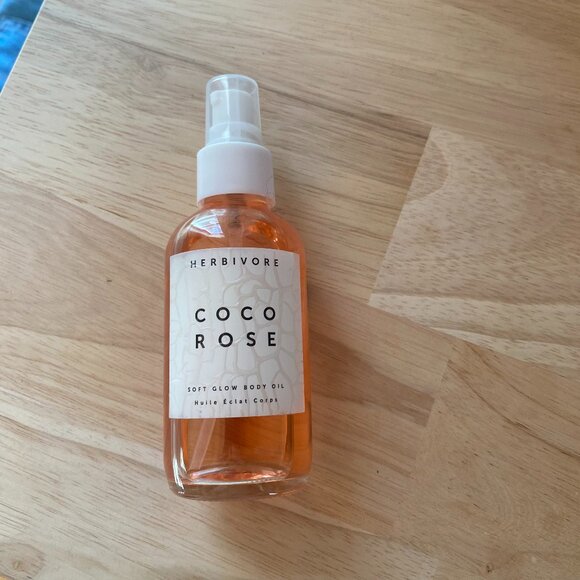 HERBIVORE
COCO
ROSE
SOFT GLOW BODY OIL
Huile Éclat Corps